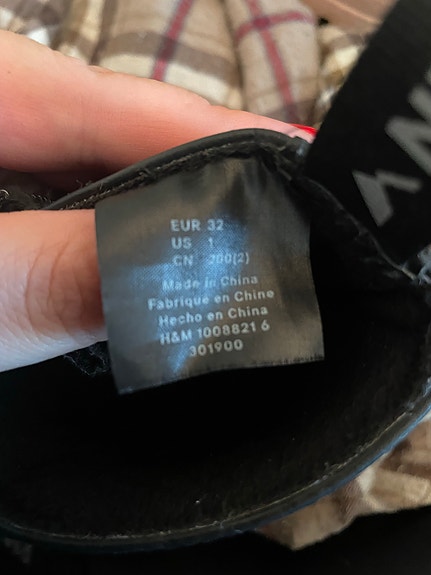 EUR 32
US 1
CN 200(2)
Made in China
Fabriqué en Chine
Hecho en China
H&M 1008821 6
301900